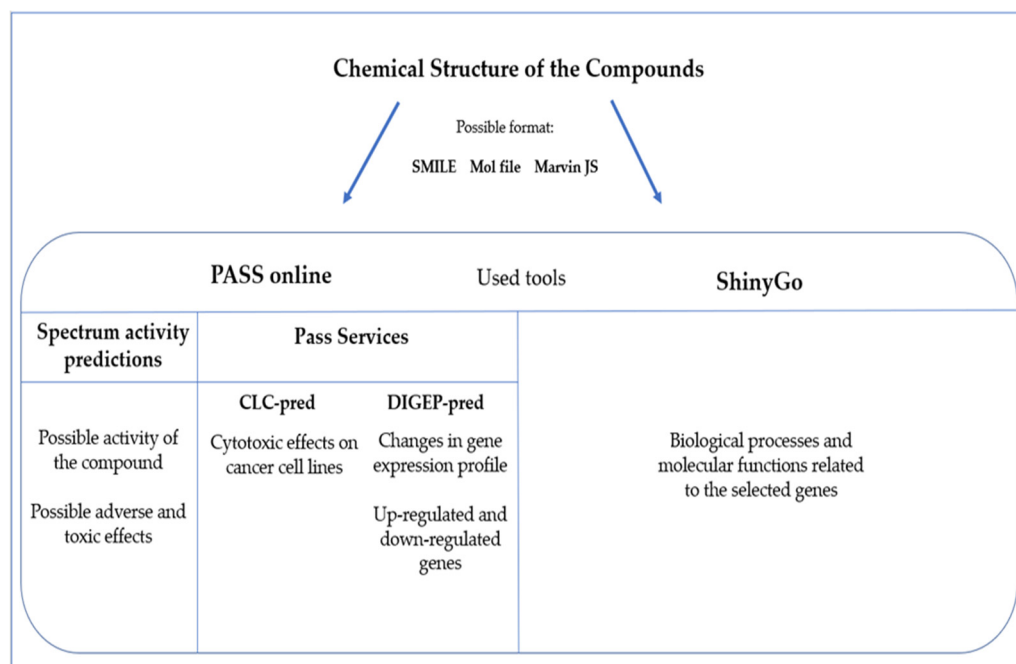 Chemical Structure of the Compounds
Possible format:
SMILE Mol file Marvin JS
PASS online
Used tools
ShinyGo
Spectrum activity
predictions
Pass Services
Possible activity of
the compound
Possible adverse and
toxic effects
CLC-pred
Cytotoxic effects on
cancer cell lines
DIGEP-pred
Changes in gene
expression profile
Up-regulated and
down-regulated
genes
Biological processes and
molecular functions related
to the selected genes